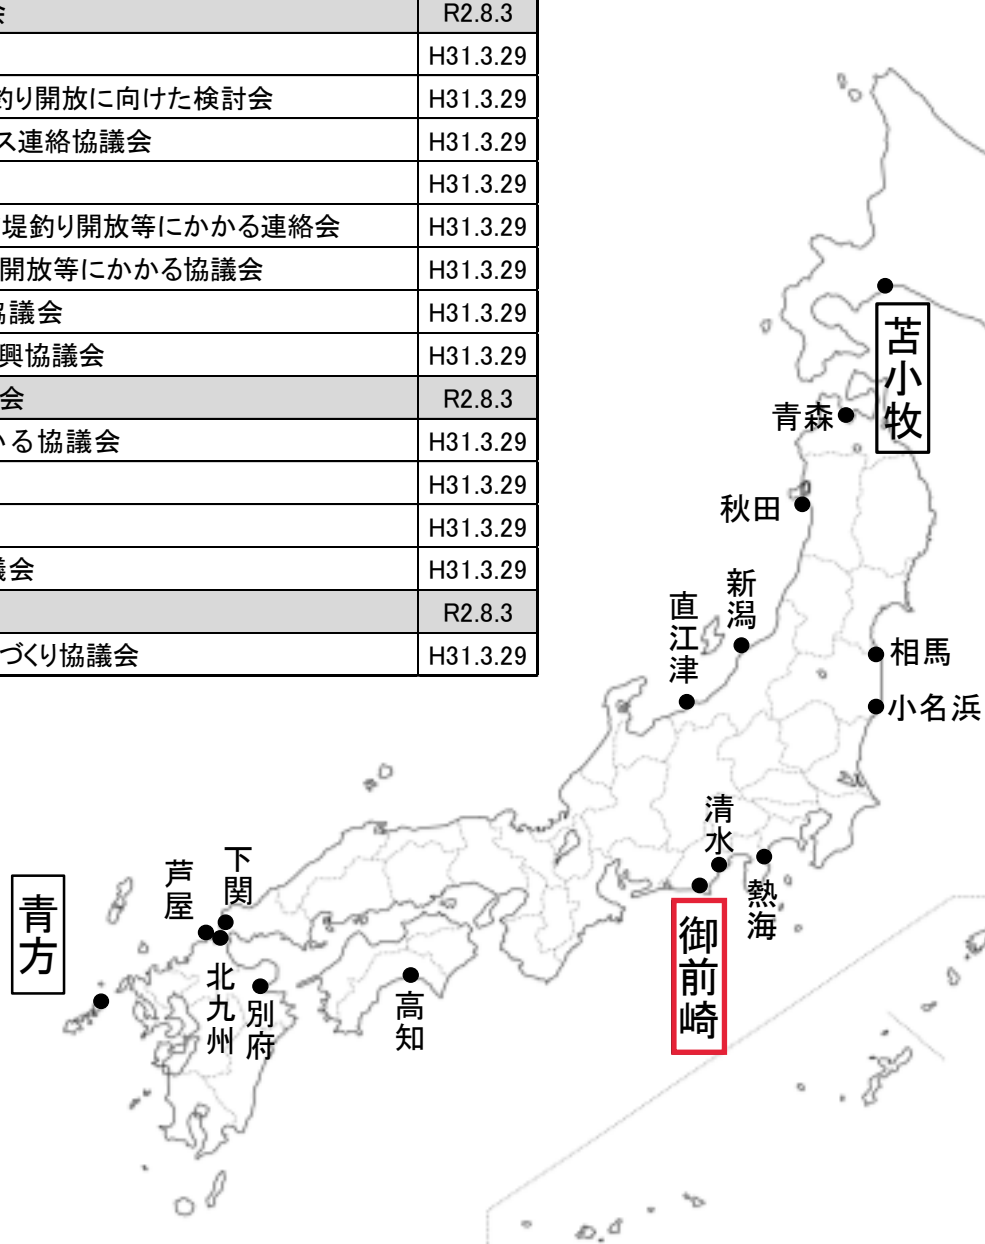 会 R2.8.3
H31.3.29
釣り開放に向けた検討会 H31.3.29
ス連絡協議会 H31.3.29
H31.3.29
堤釣り開放等にかかる連絡会 H31.3.29
開放等にかかる協議会 H31.3.29
協議会 H31.3.29
興協議会 H31.3.29
会 R2.8.3
いる協議会 H31.3.29
H31.3.29
H31.3.29
議会 H31.3.29
R2.8.3
づくり協議会 H31.3.29
苫小牧
青森
秋田
新潟
直江津
相馬
小名浜
清水
熱海
御前崎
下関
芦屋
青方
北九州
別府
高知